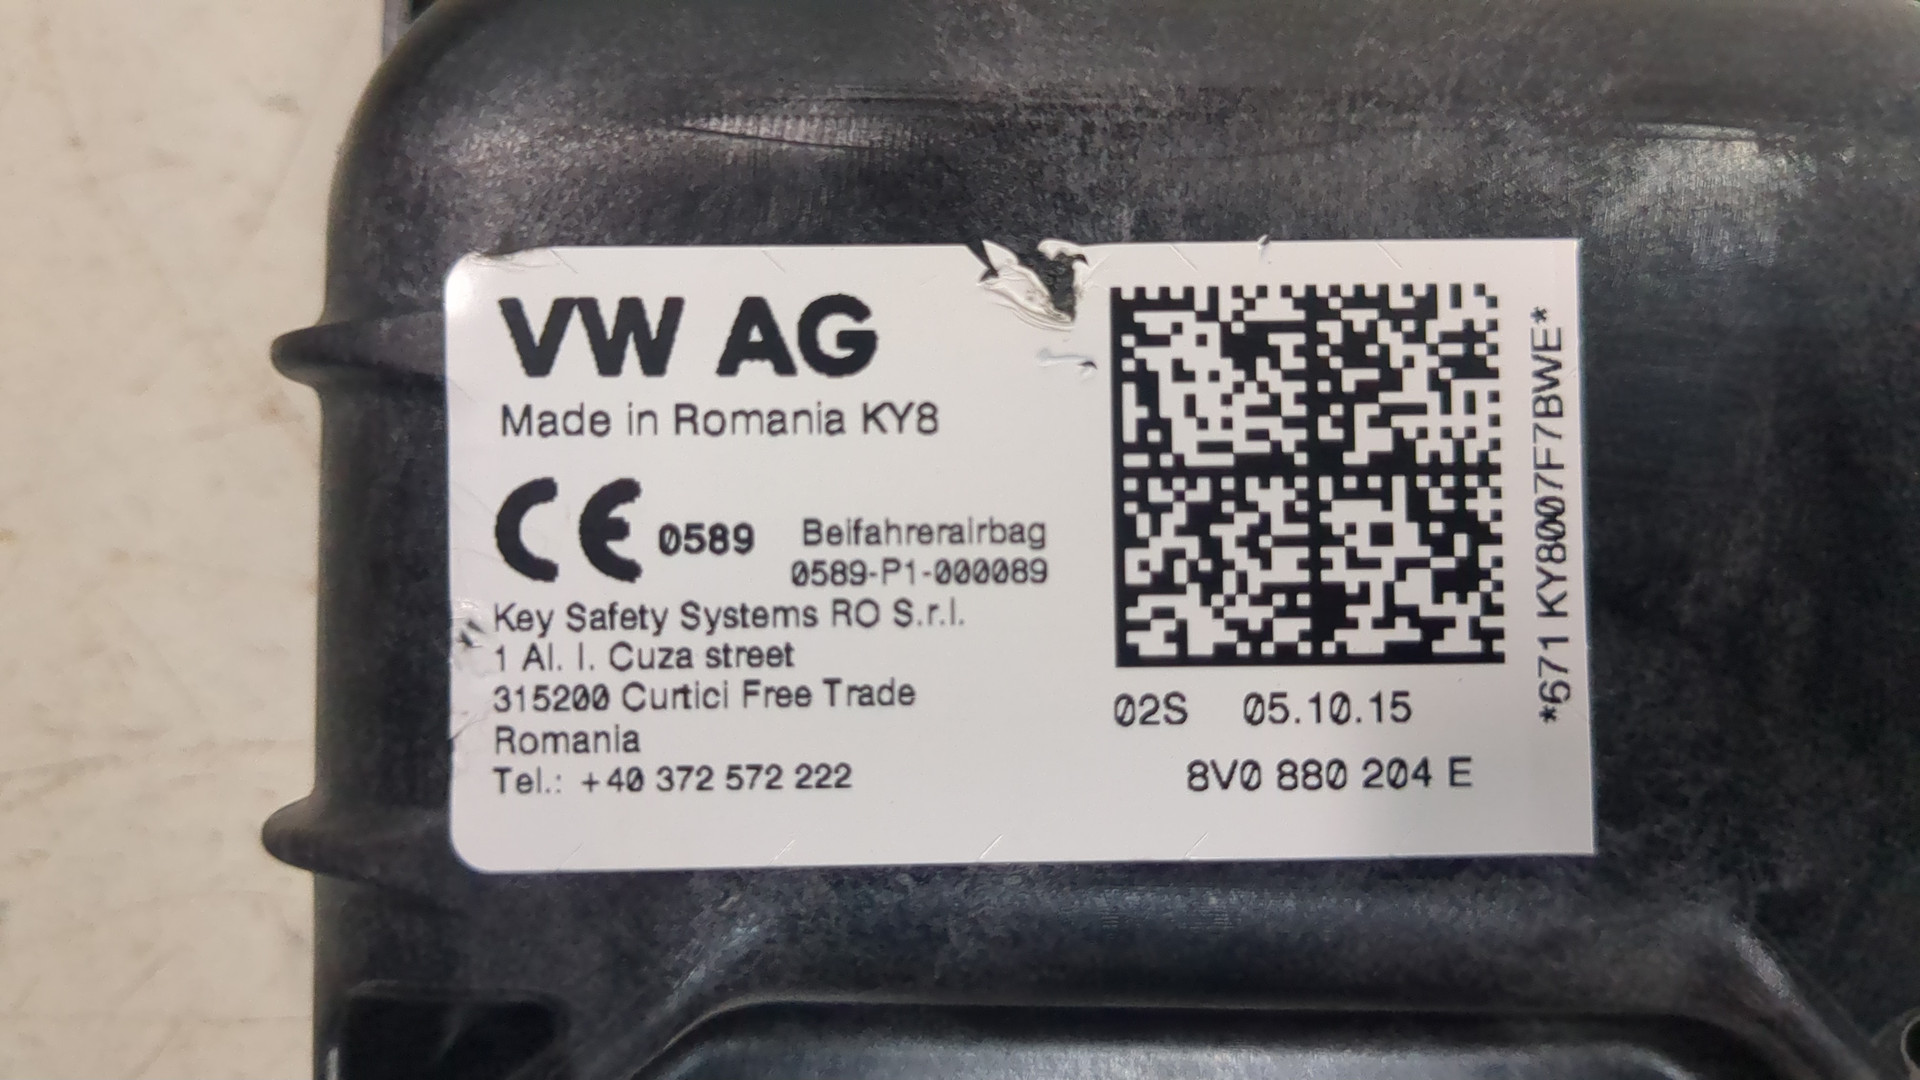 VW AG
Made in Romania KY8
CE 0589
Beifahrerairbag
0589-P1-000089
Key Safety Systems RO S.r.l.
1 Al. I. Cuza street
315200 Curtici Free Trade
Romania
Tel.: +40 372 572 222
02S 05.10.15
8V0 880 204 E
*671 KY8007F7BWE*